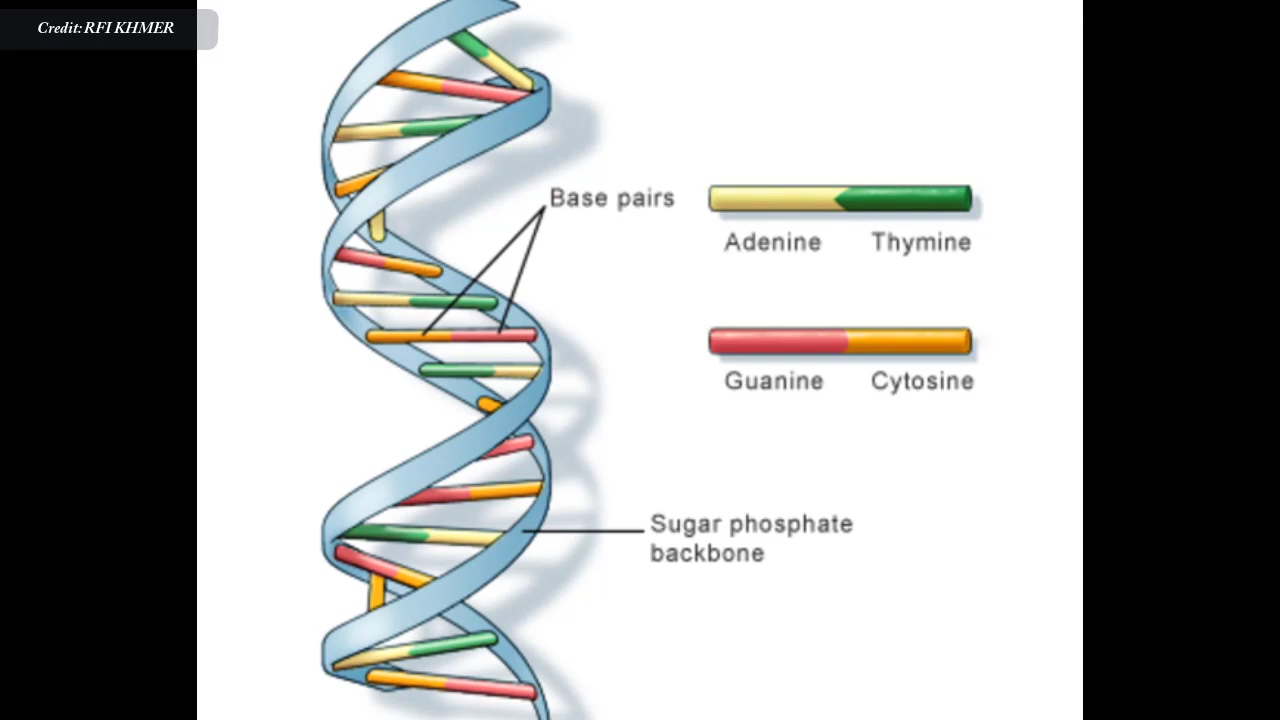 Credit: RFI KHMER
Base pairs
Adenine Thymine
Guanine Cytosine
Sugar phosphate
backbone